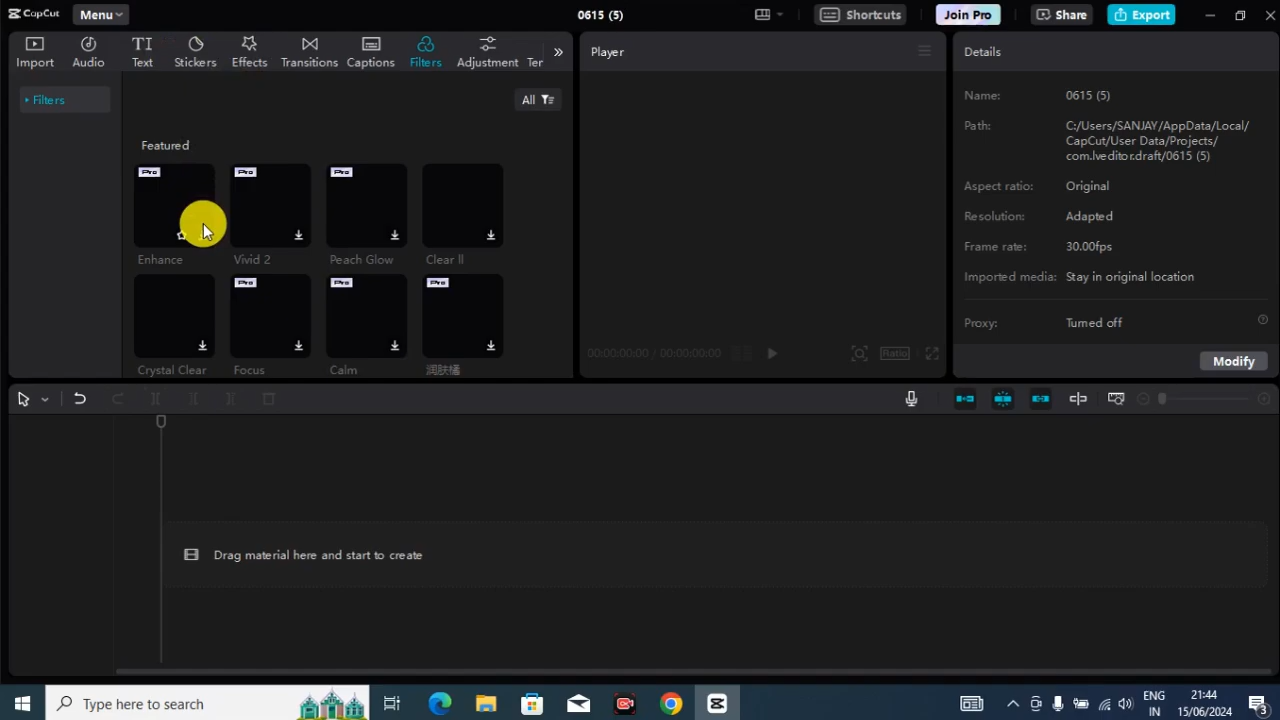 CapCut
Menu
0615 (5)
Shortcuts
Join Pro
Share
Export
Import
Audio
Text
Stickers
Effects
Transitions
Captions
Filters
Adjustment
Ter
Player
Details
Filters
All
Featured
Pro
Pro
Pro
Enhance
Vivid 2
Peach Glow
Clear ll
Pro
Pro
Pro
Crystal Clear
Focus
Calm
润肤橘
00:00:00:00 / 00:00:00:00
Ratio
Name:
0615 (5)
Path:
C:/Users/SANJAY/AppData/Local/
CapCut/User Data/Projects/
com.lveditor.draft/0615 (5)
Aspect ratio:
Original
Resolution:
Adapted
Frame rate:
30.00fps
Imported media:
Stay in original location
Proxy:
Turned off
Modify
Drag material here and start to create
Type here to search
ENG
IN
21:44
15/06/2024
3